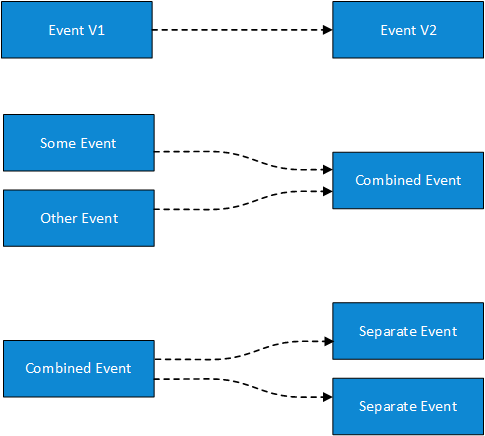 Event V1
Event V2
Some Event
Other Event
Combined Event
Combined Event
Separate Event
Separate Event